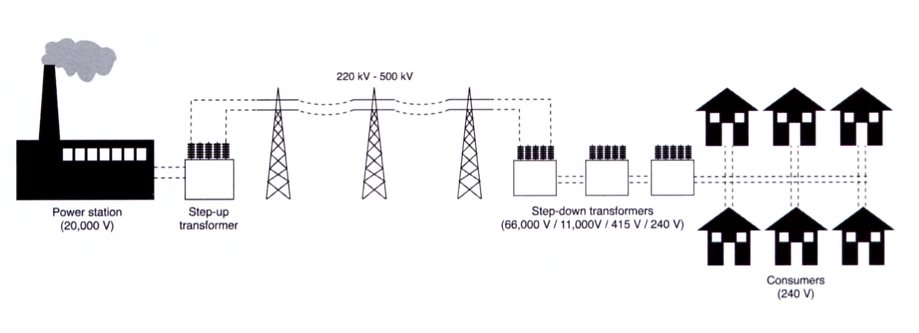 220 kV - 500 kV
Power station
(20,000 V)
Step-up
transformer
Step-down transformers
(66,000 V / 11,000V / 415 V / 240 V)
Consumers
(240 V)